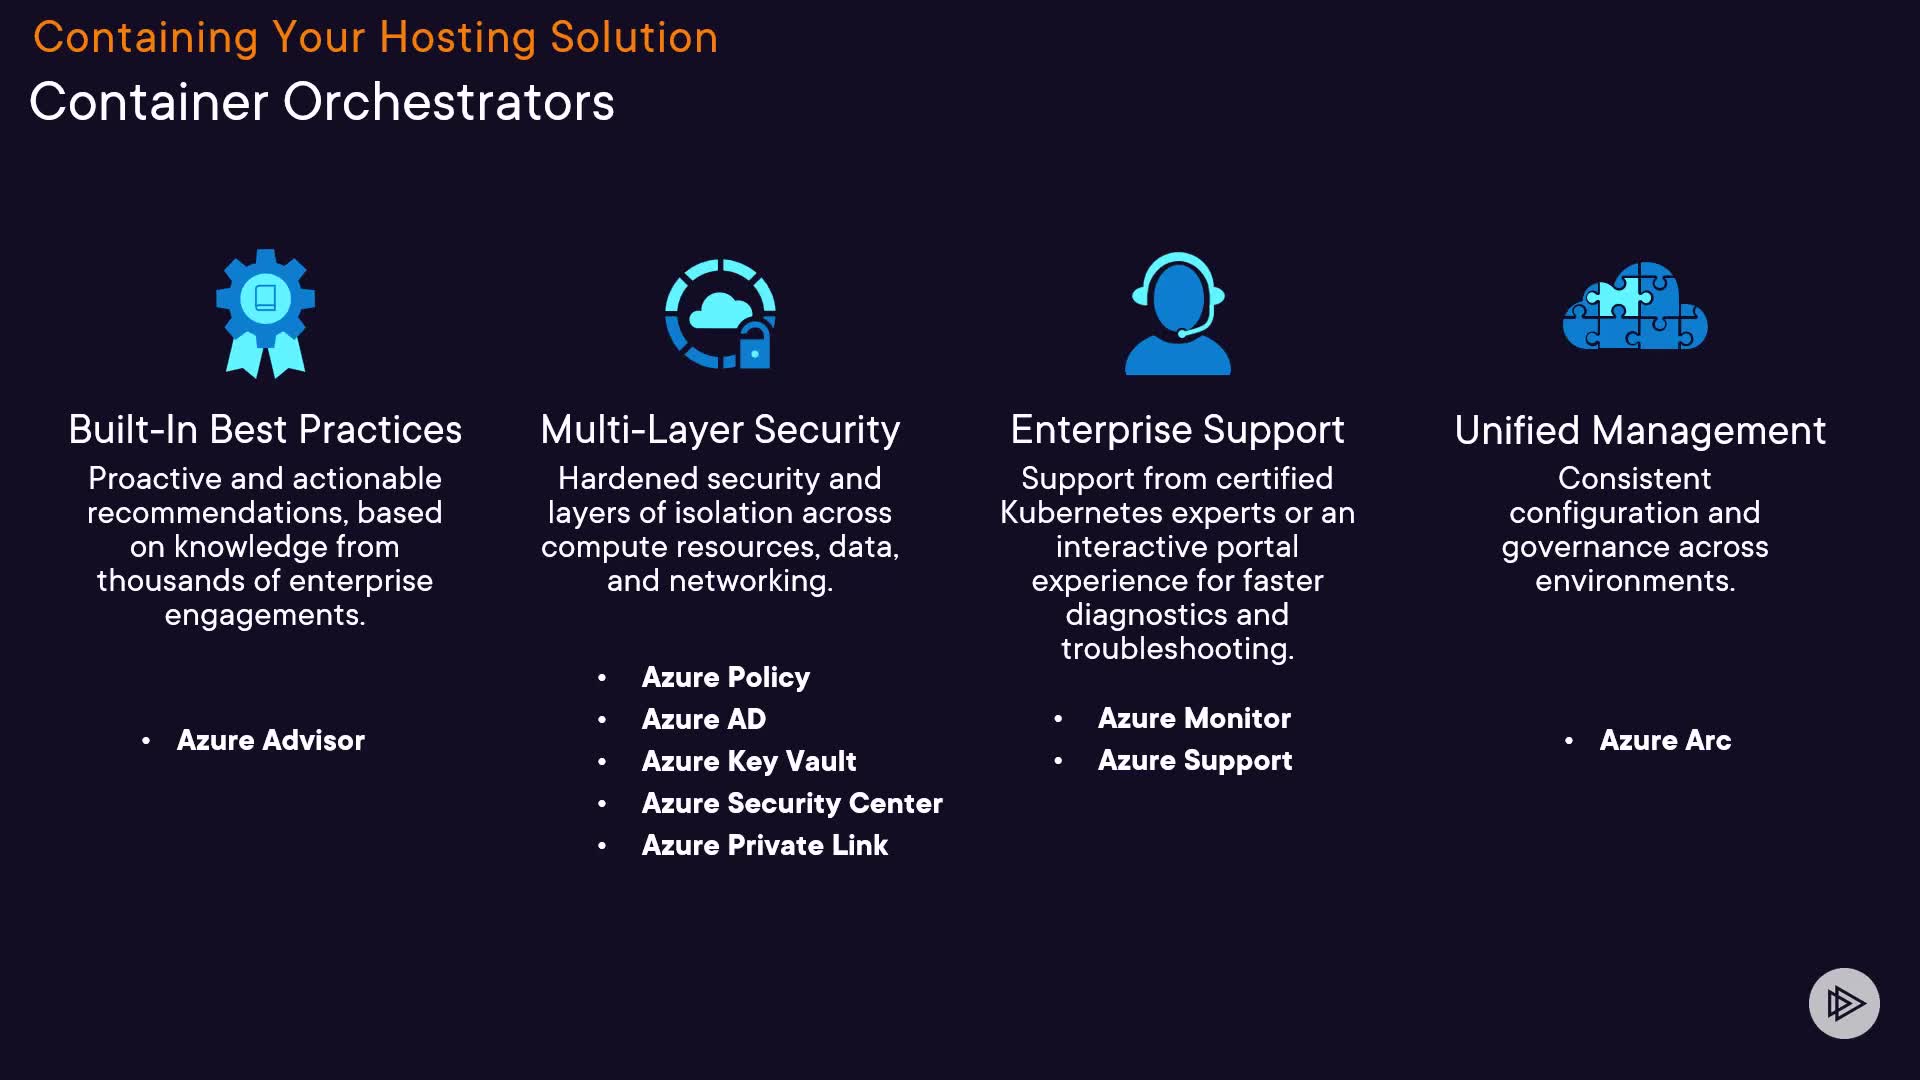 Containing Your Hosting Solution
Container Orchestrators
Built-In Best Practices
Proactive and actionable
recommendations, based
on knowledge from
thousands of enterprise
engagements.
• Azure Advisor
Multi-Layer Security
Hardened security and
layers of isolation across
compute resources, data,
and networking.
• Azure Policy
• Azure AD
• Azure Key Vault
• Azure Security Center
• Azure Private Link
Enterprise Support
Support from certified
Kubernetes experts or an
interactive portal
experience for faster
diagnostics and
troubleshooting.
• Azure Monitor
• Azure Support
Unified Management
Consistent
configuration and
governance across
environments.
• Azure Arc